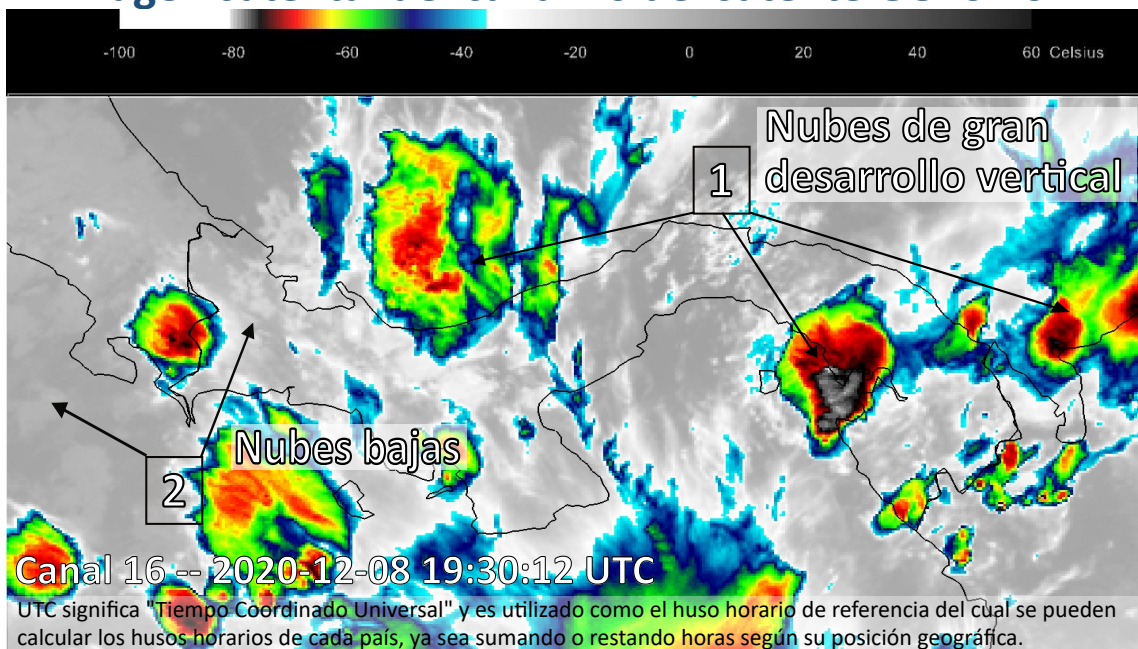 -100 -80 -60 -40 -20 0 20 40 60 Celsius
Nubes de gran
desarrollo vertical
1
Nubes bajas
2
Canal 16 -- 2020-12-08 19:30:12 UTC
UTC significa "Tiempo Coordinado Universal" y es utilizado como el huso horario de referencia del cual se pueden
calcular los husos horarios de cada país, ya sea sumando o restando horas según su posición geográfica.